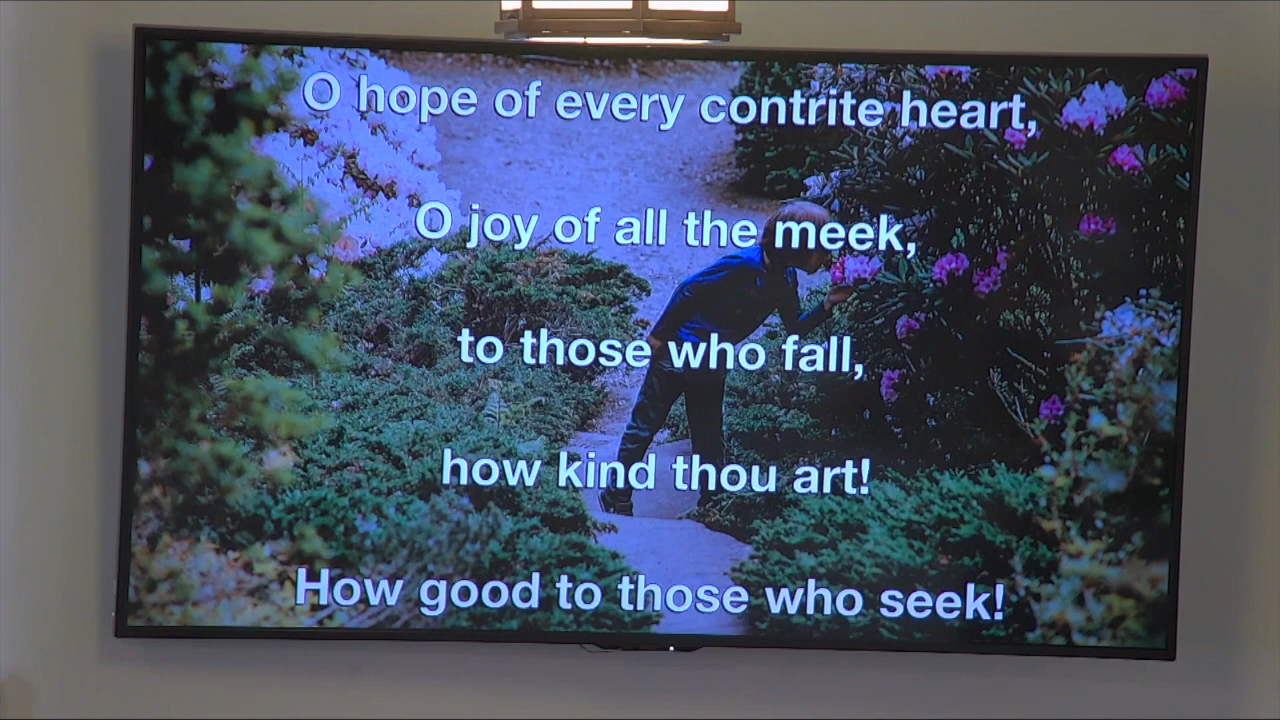 O hope of every contrite heart,
O joy of all the meek,
to those who fall,
how kind thou art!
How good to those who seek!